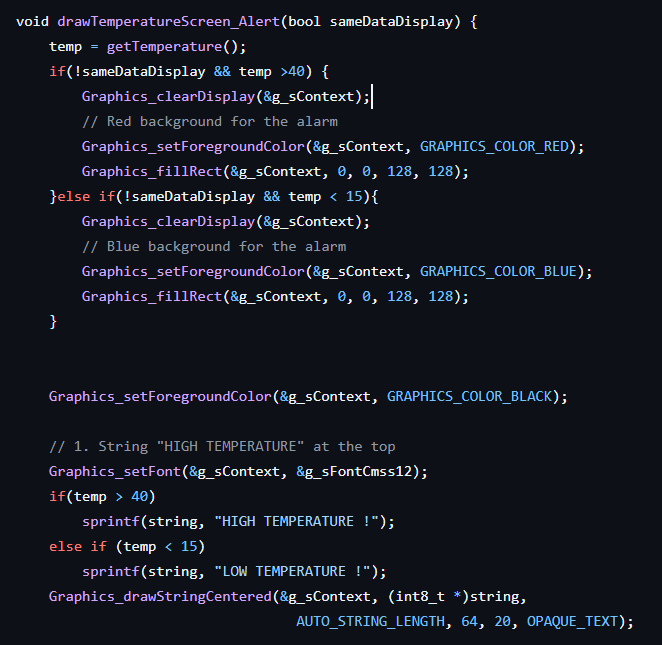 void drawTemperatureScreen_Alert(bool sameDataDisplay) {
    temp = getTemperature();
    if(!sameDataDisplay && temp >40) {
        Graphics_clearDisplay(&g_sContext);
        // Red background for the alarm
        Graphics_setForegroundColor(&g_sContext, GRAPHICS_COLOR_RED);
        Graphics_fillRect(&g_sContext, 0, 0, 128, 128);
    }else if(!sameDataDisplay && temp < 15){
        Graphics_clearDisplay(&g_sContext);
        // Blue background for the alarm
        Graphics_setForegroundColor(&g_sContext, GRAPHICS_COLOR_BLUE);
        Graphics_fillRect(&g_sContext, 0, 0, 128, 128);
    }
    Graphics_setForegroundColor(&g_sContext, GRAPHICS_COLOR_BLACK);
    // 1. String "HIGH TEMPERATURE" at the top
    Graphics_setFont(&g_sContext, &g_sFontCmss12);
    if(temp > 40)
        sprintf(string, "HIGH TEMPERATURE !");
    else if (temp < 15)
        sprintf(string, "LOW TEMPERATURE !");
    Graphics_drawStringCentered(&g_sContext, (int8_t *)string,
                                AUTO_STRING_LENGTH, 64, 20, OPAQUE_TEXT);